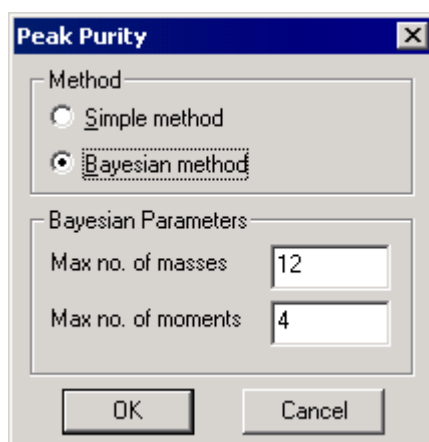 Peak Purity
Method
Simple method
Bayesian method
Bayesian Parameters
Max no. of masses 12
Max no. of moments 4
OK Cancel